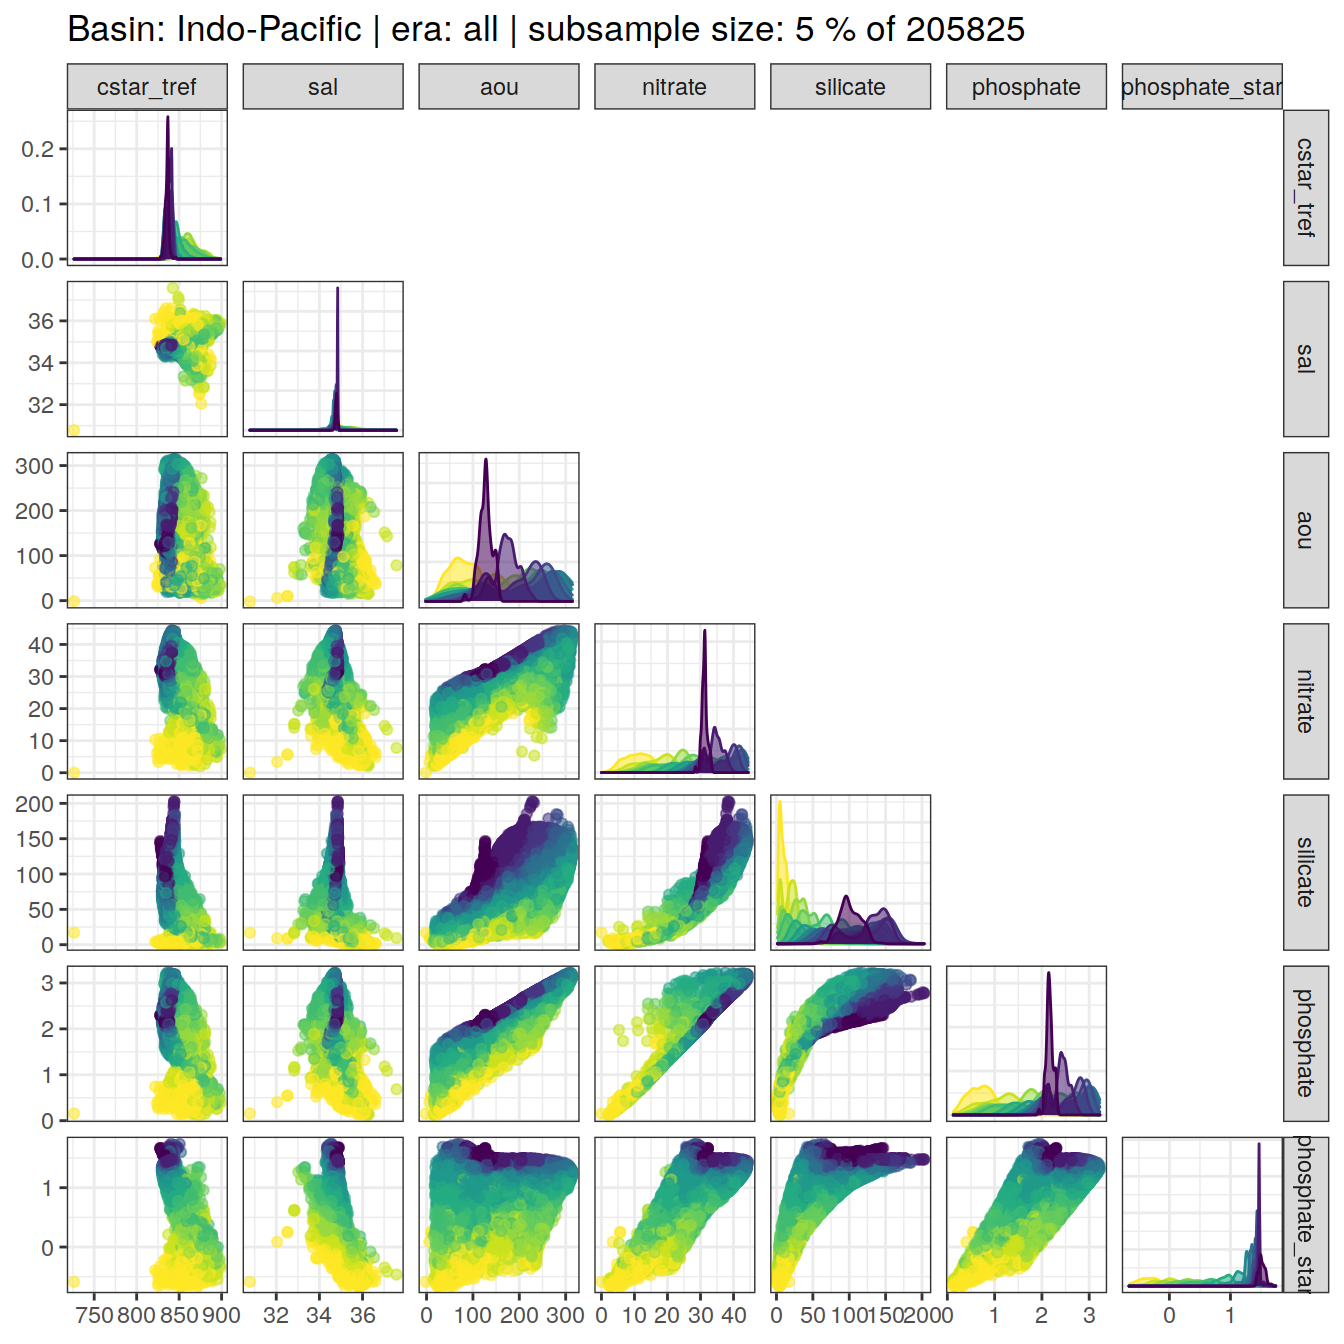 Basin: Indo-Pacific | era: all | subsample size: 5 % of 205825
cstar_tref sal aou nitrate silicate phosphate phosphate_star
0.2
0.1
0.0
cstar_tref
36
34
32
sal
300
200
100
0
aou
40
30
20
10
0
nitrate
200
150
100
50
0
silicate
3
2
1
0
phosphate
1
0
phosphate_star
750 800 850 900 32 34 36 0 100 200 300 0 10 20 30 40 0 50 100 150 200 0 1 2 3 0 1